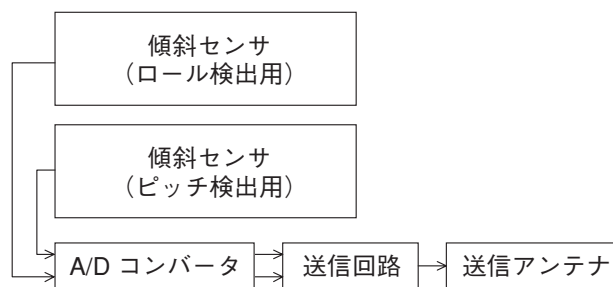 傾斜センサ
（ロール検出用）
傾斜センサ
（ピッチ検出用）
A/D コンバータ
送信回路
送信アンテナ